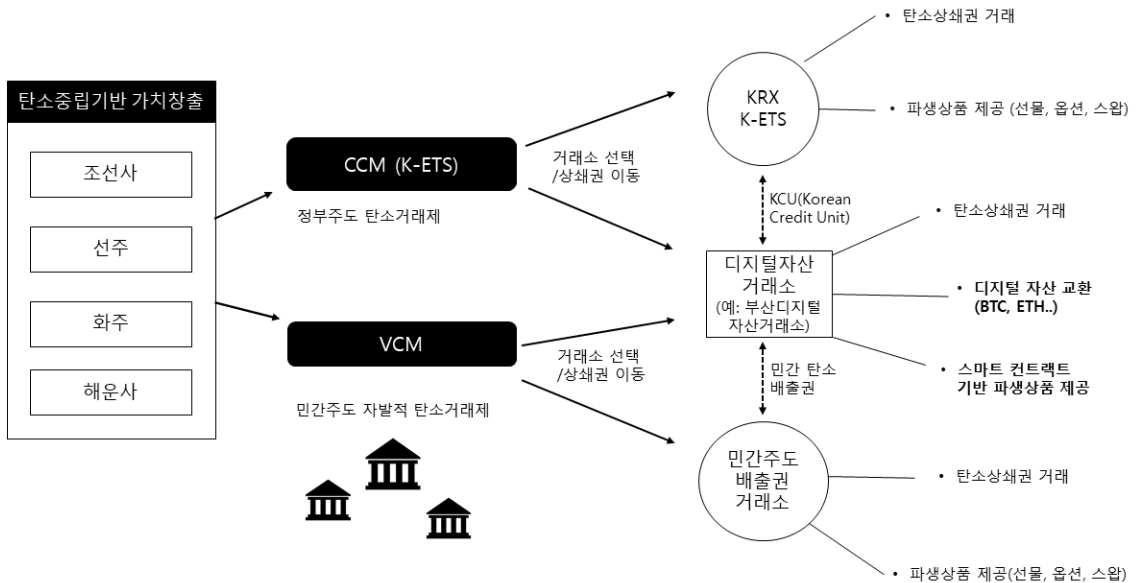 탄소중립기반 가치창출
조선사
선주
화주
해운사
CCM (K-ETS)
정부주도 탄소거래제
VCM
민간주도 자발적 탄소거래제
거래소 선택
/상쇄권 이동
거래소 선택
/상쇄권 이동
KRX
K-ETS
• 탄소상쇄권 거래
• 파생상품 제공 (선물, 옵션, 스왑)
KCU(Korean
Credit Unit)
디지털자산
거래소
(예: 부산디지털
자산거래소)
• 탄소상쇄권 거래
• 디지털 자산 교환
(BTC, ETH..)
• 스마트 컨트랙트
기반 파생상품 제공
민간 탄소
배출권
민간주도
배출권
거래소
• 탄소상쇄권 거래
• 파생상품 제공(선물, 옵션, 스왑)